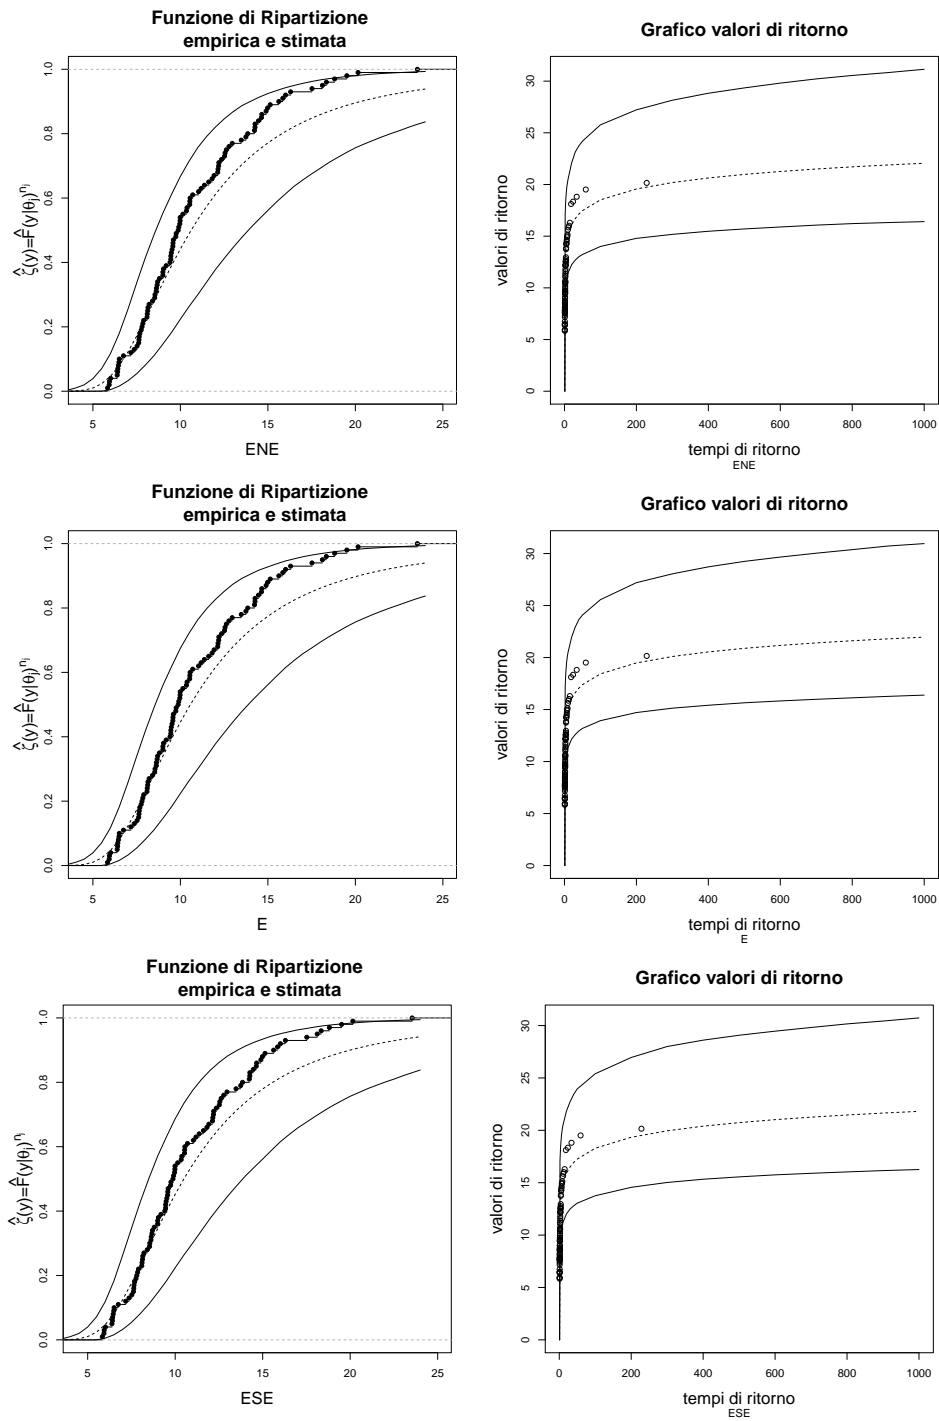 Funzione di Ripartizione
empirica e stimata
ζ̂(y)=F̂(y|θj)^nj
0.0 0.2 0.4 0.6 0.8 1.0
5 10 15 20 25
ENE
Grafico valori di ritorno
valori di ritorno
0 5 10 15 20 25 30
0 200 400 600 800 1000
tempi di ritorno
ENE
Funzione di Ripartizione
empirica e stimata
ζ̂(y)=F̂(y|θj)^nj
0.0 0.2 0.4 0.6 0.8 1.0
5 10 15 20 25
E
Grafico valori di ritorno
valori di ritorno
0 5 10 15 20 25 30
0 200 400 600 800 1000
tempi di ritorno
E
Funzione di Ripartizione
empirica e stimata
ζ̂(y)=F̂(y|θj)^nj
0.0 0.2 0.4 0.6 0.8 1.0
5 10 15 20 25
ESE
Grafico valori di ritorno
valori di ritorno
0 5 10 15 20 25 30
0 200 400 600 800 1000
tempi di ritorno
ESE